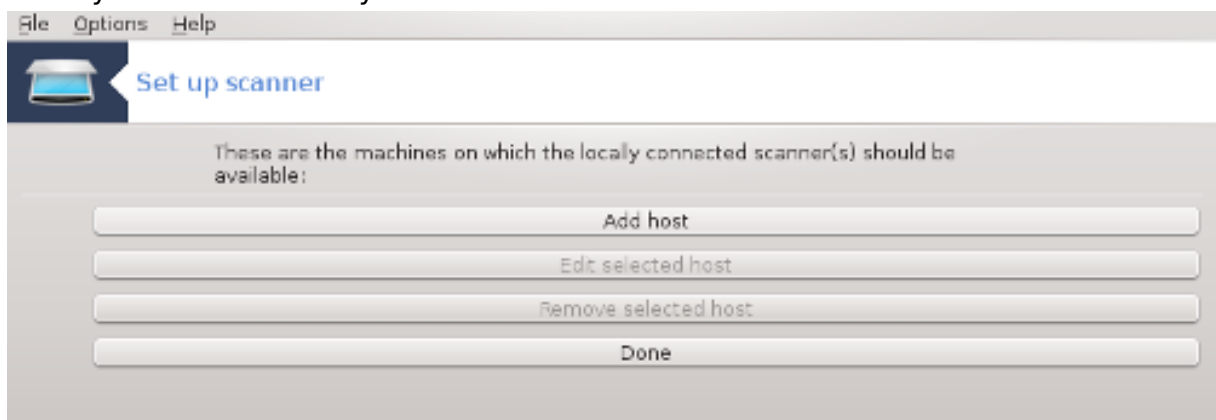 File Options Help
Set up scanner
These are the machines on which the locally connected scanner(s) should be
available:
Add host
Edit selected host
Remove selected host
Done